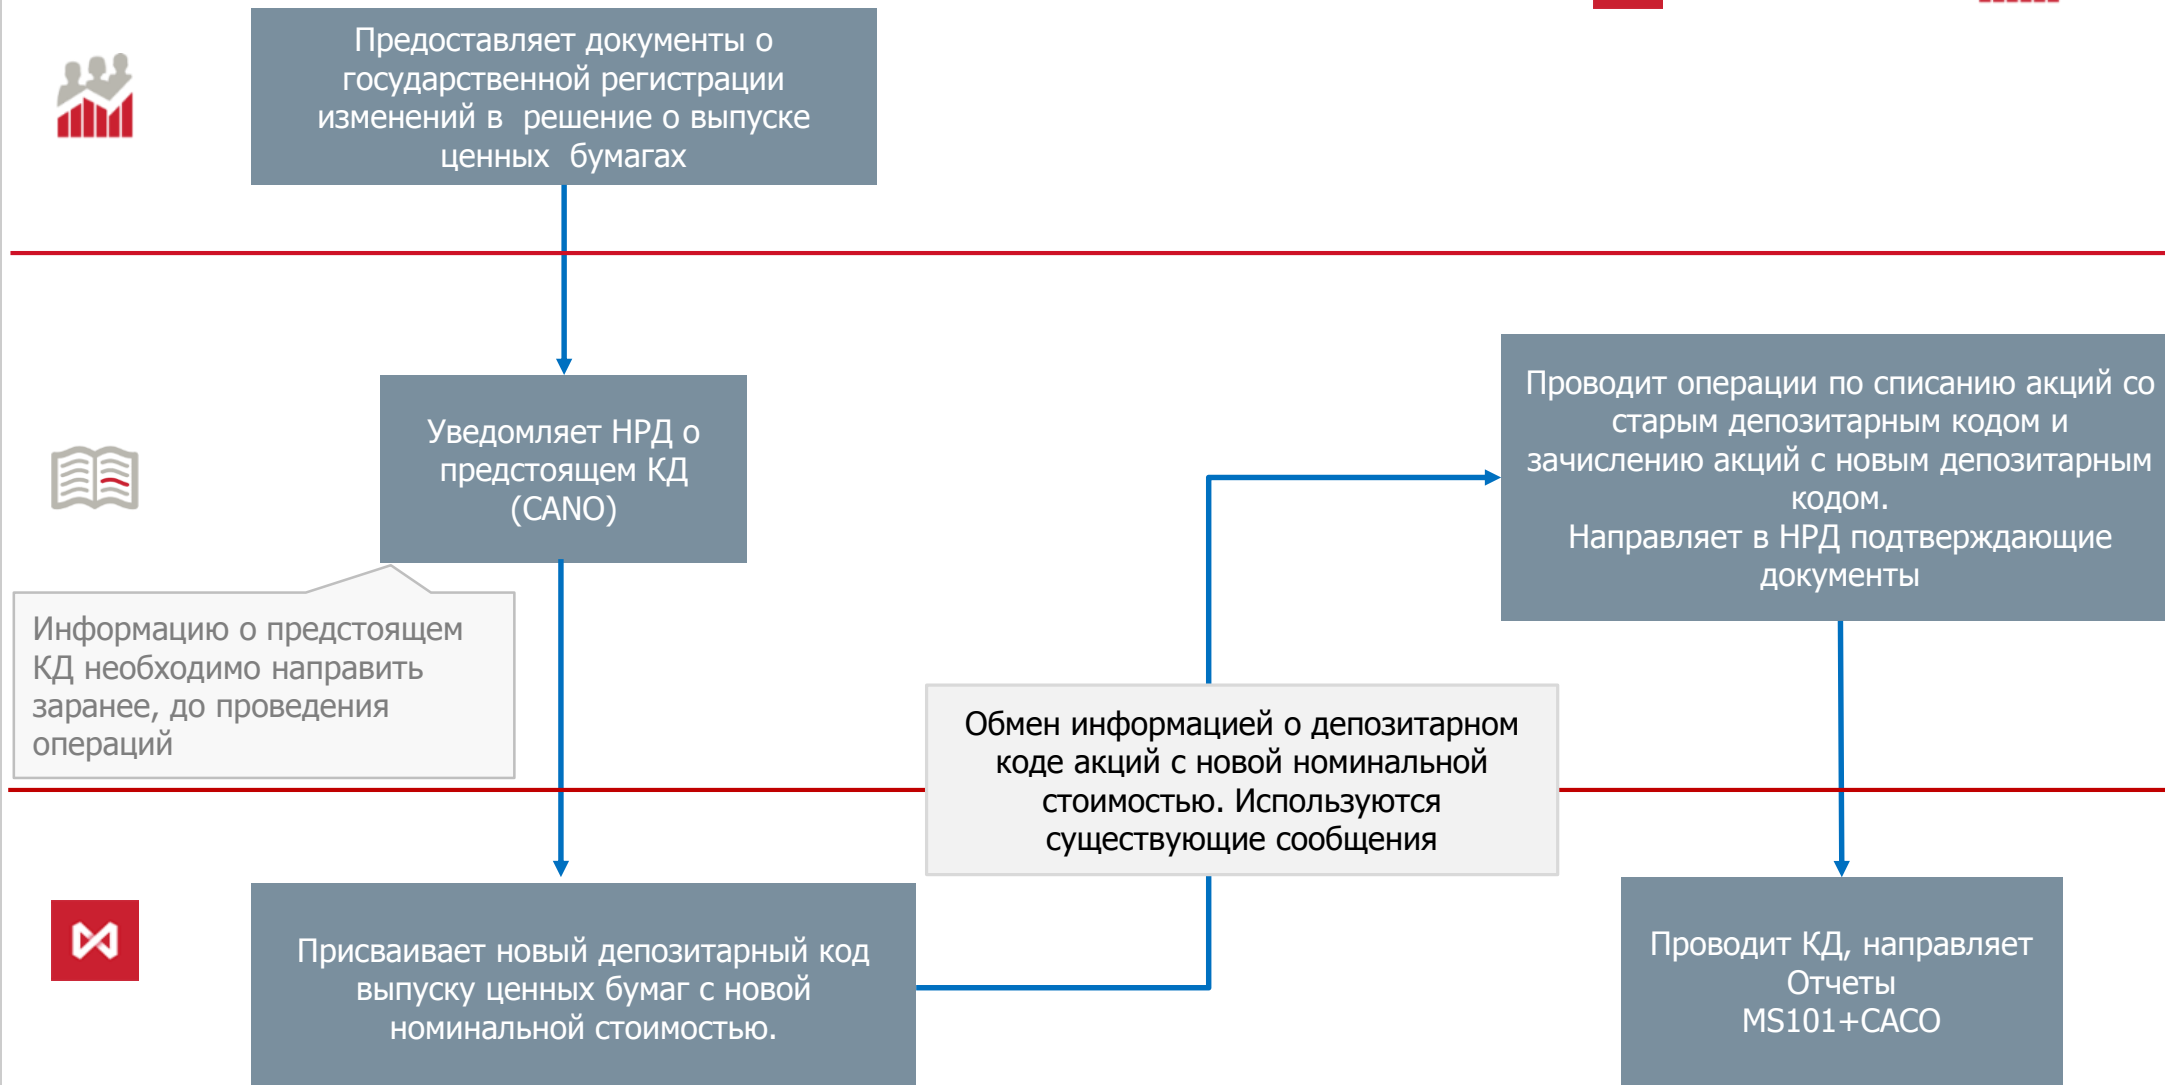 Предоставляет документы о
государственной регистрации
изменений в решение о выпуске
ценных бумагах
Уведомляет НРД о
предстоящем КД
(CANO)
Информацию о предстоящем
КД необходимо направить
заранее, до проведения
операций
Присваивает новый депозитарный код
выпуску ценных бумаг с новой
номинальной стоимостью.
Обмен информацией о депозитарном
коде акций с новой номинальной
стоимостью. Используются
существующие сообщения
Проводит операции по списанию акций со
старым депозитарным кодом и
зачислению акций с новым депозитарным
кодом.
Направляет в НРД подтверждающие
документы
Проводит КД, направляет
Отчеты
MS101+CACO